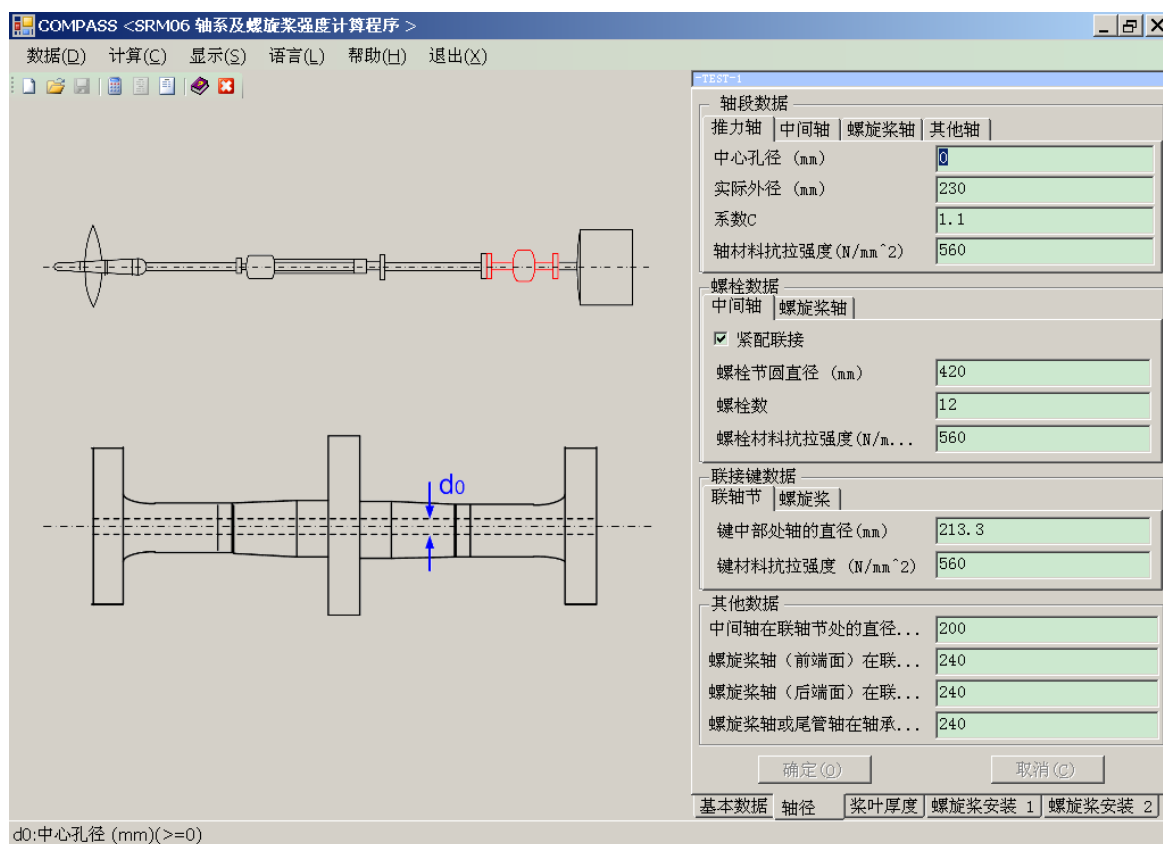 COMPASS <SRM06 轴系及螺旋桨强度计算程序 >
数据(D) 计算(C) 显示(S) 语言(L) 帮助(H) 退出(X)
-TEST-1
轴段数据
推力轴 中间轴 螺旋桨轴 其他轴
中心孔径 (mm) 0
实际外径 (mm) 230
系数C 1.1
轴材料抗拉强度(N/mm^2) 560
螺栓数据
中间轴 螺旋桨轴
紧配联接
螺栓节圆直径 (mm) 420
螺栓数 12
螺栓材料抗拉强度(N/m... 560
联接键数据
联轴节 螺旋桨
键中部处轴的直径(mm) 213.3
键材料抗拉强度 (N/mm^2) 560
其他数据
中间轴在联轴节处的直径... 200
螺旋桨轴（前端面）在联... 240
螺旋桨轴（后端面）在联... 240
螺旋桨轴或尾管轴在轴承... 240
确定(O) 取消(C)
基本数据 轴径 桨叶厚度 螺旋桨安装 1 螺旋桨安装 2
d0
d0:中心孔径 (mm)(>=0)